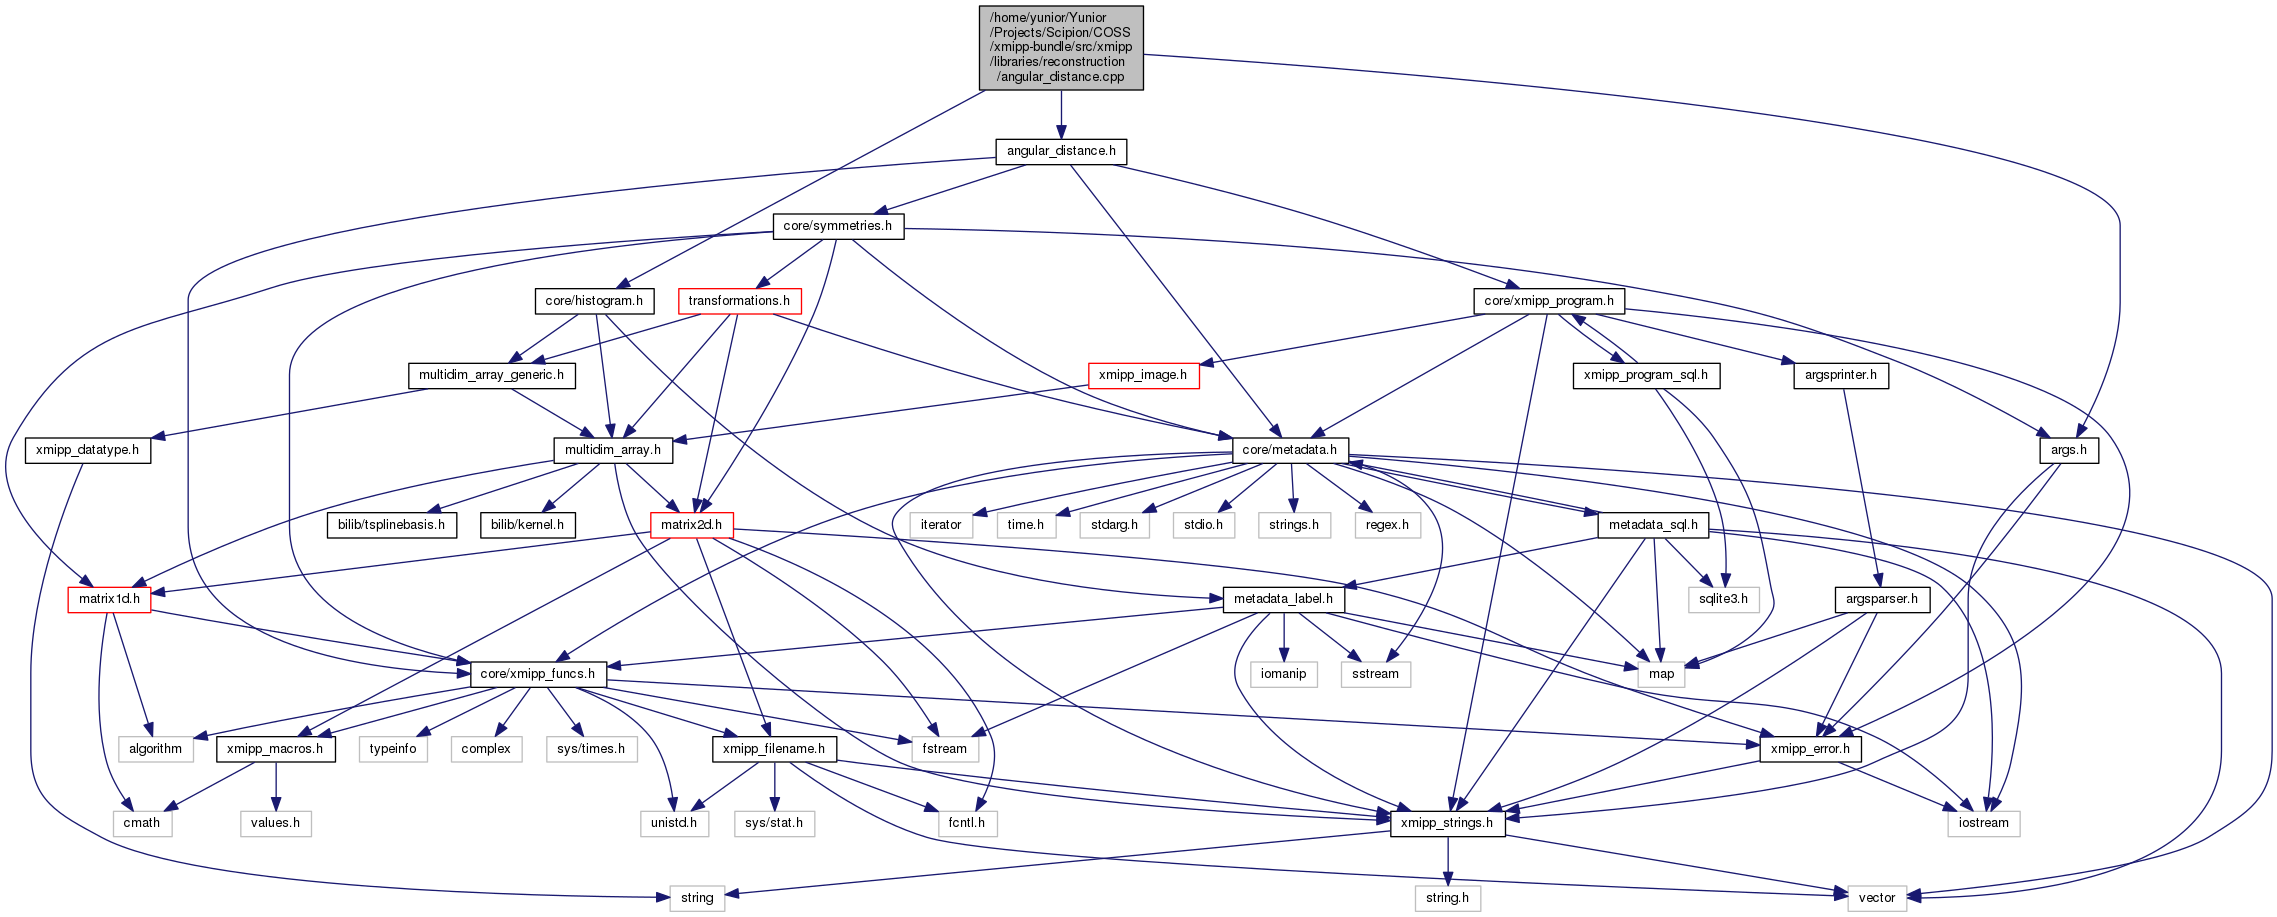 /home/yunior/Yunior
/Projects/Scipion/COSS
/xmipp-bundle/src/xmipp
/libraries/reconstruction
/angular_distance.cpp
angular_distance.h
core/symmetries.h
core/histogram.h
transformations.h
core/xmipp_program.h
multidim_array_generic.h
xmipp_image.h
xmipp_program_sql.h
argsprinter.h
xmipp_datatype.h
multidim_array.h
core/metadata.h
args.h
bilib/tsplinebasis.h
bilib/kernel.h
matrix2d.h
iterator
time.h
stdarg.h
stdio.h
strings.h
regex.h
metadata_sql.h
matrix1d.h
metadata_label.h
sqlite3.h
argsparser.h
core/xmipp_funcs.h
iomanip
sstream
map
algorithm
xmipp_macros.h
typeinfo
complex
sys/times.h
xmipp_filename.h
fstream
xmipp_error.h
cmath
values.h
unistd.h
sys/stat.h
fcntl.h
xmipp_strings.h
iostream
string
string.h
vector